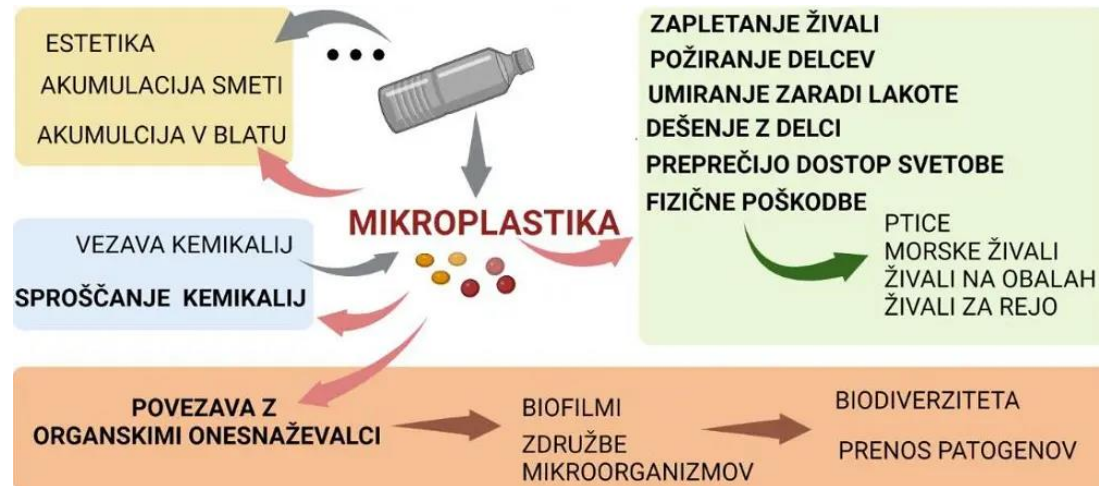 ESTETIKA
AKUMULACIJA SMETI
AKUMULCIJA V BLATU
MIKROPLASTIKA
VEZAVA KEMIKALIJ
SPROŠČANJE KEMIKALIJ
ZAPLETANJE ŽIVALI
POŽIRANJE DELCEV
UMIRANJE ZARADI LAKOTE
DEŠENJE Z DELCI
PREPREČIJO DOSTOP SVETOBE
FIZIČNE POŠKODBE
PTICE
MORSKE ŽIVALI
ŽIVALI NA OBALAH
ŽIVALI ZA REJO
POVEZAVA Z
ORGANSKIMI ONESNAŽEVALCI
BIOFILMI
ZDRUŽBE
MIKROORGANIZMOV
BIODIVERZITETA
PRENOS PATOGENOV